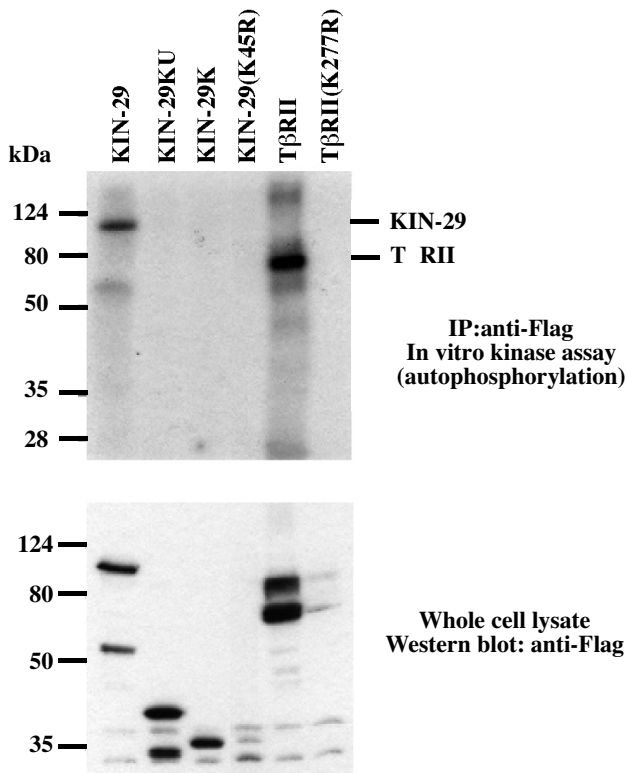 KIN-29
KIN-29KU
KIN-29K
KIN-29(K45R)
TβRII
TβRII(K277R)
kDa
124
80
50
35
28
KIN-29
T RII
IP:anti-Flag
In vitro kinase assay
(autophosphorylation)
124
80
50
35
Whole cell lysate
Western blot: anti-Flag